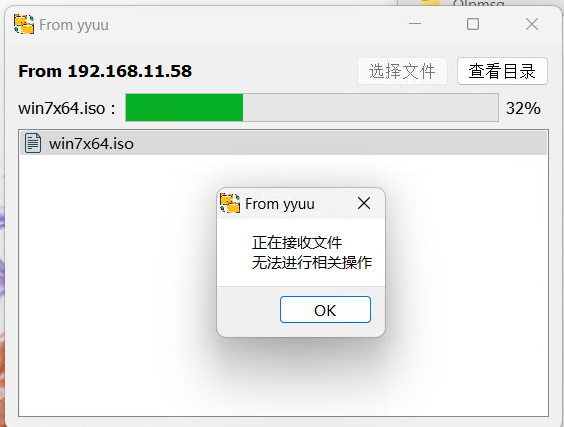 QIpmsg
From yyuu
From 192.168.11.58
选择文件
查看目录
win7x64.iso：
32%
win7x64.iso
From yyuu
正在接收文件
无法进行相关操作
OK